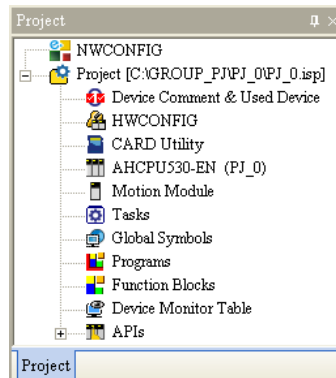 Project
NWCONFIG
Project [C:\GROUP_PJ\PJ_0\PJ_0.isp]
Device Comment & Used Device
HWCONFIG
CARD Utility
AHCPU530-EN (PJ_0)
Motion Module
Tasks
Global Symbols
Programs
Function Blocks
Device Monitor Table
APIs
Project